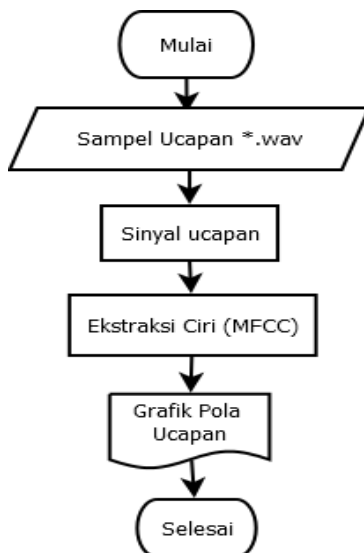 Mulai
Sampel Ucapan *.wav
Sinyal ucapan
Ekstraksi Ciri (MFCC)
Grafik Pola
Ucapan
Selesai